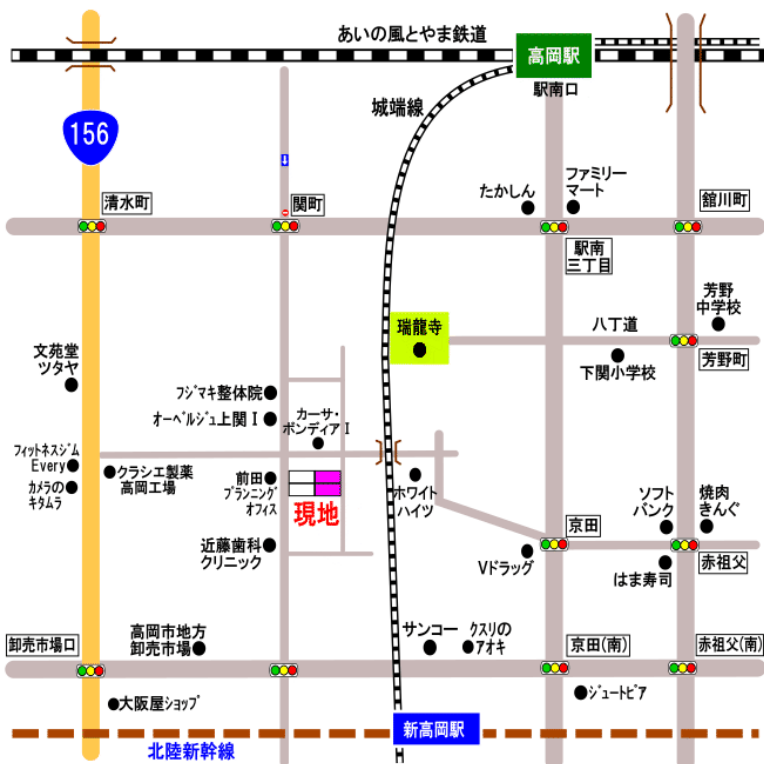 あいの風とやま鉄道
高岡駅
駅南口
城端線
156
たかしん
ファミリー
マート
清水町
関町
舘川町
駅南
三丁目
瑞龍寺
八丁道
芳野
中学校
下関小学校
芳野町
文苑堂
ツタヤ
フジマキ整体院
オーベルジュ上関Ⅰ
カーサ・
ボンディアⅠ
フィットネスジム
Every
カメラの
キタムラ
クラシエ製薬
高岡工場
前田
プランニング
オフィス
現地
ホワイト
ハイツ
ソフト
バンク
焼肉
きんぐ
京田
近藤歯科
クリニック
Vドラッグ
はま寿司
赤祖父
卸売市場口
高岡市地方
卸売市場
サンコー
クスリの
アオキ
京田(南)
赤祖父(南)
大阪屋ショップ
ジュートピア
新高岡駅
北陸新幹線